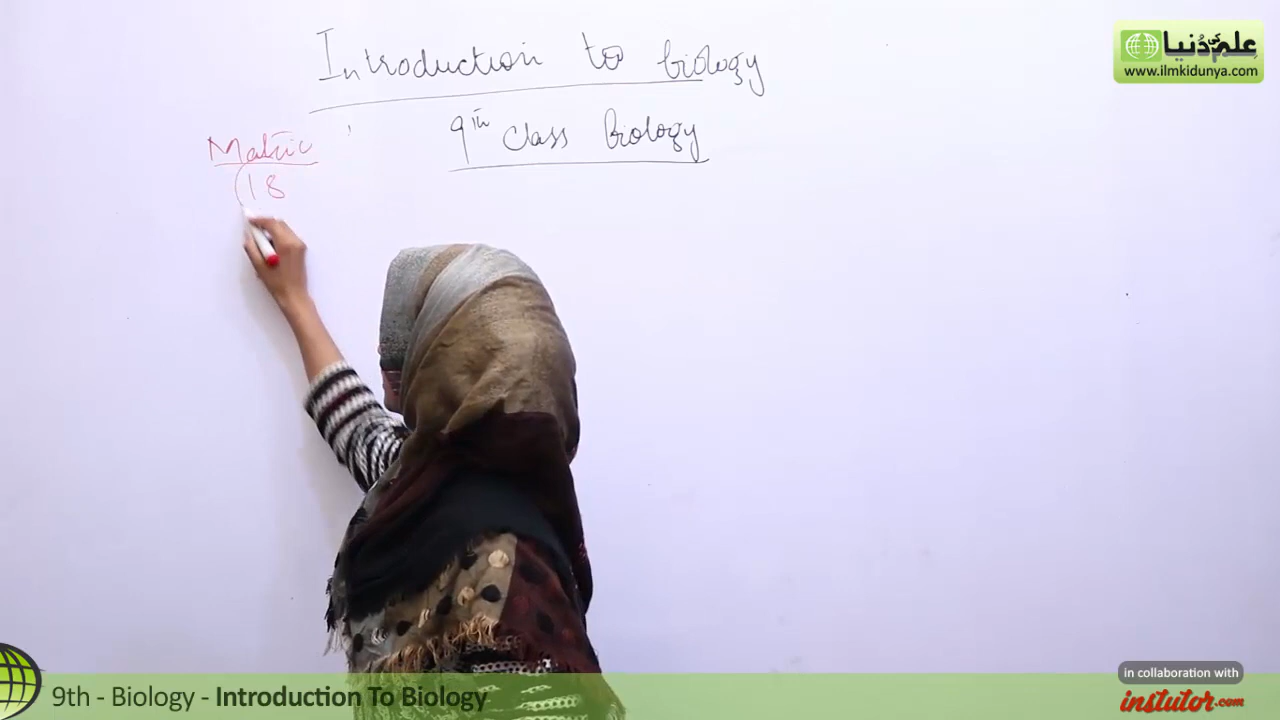 Introduction to biology
9th class biology
Matric
18
علم کی دنیا
www.ilmkidunya.com
in collaboration with
instutor.com
9th - Biology - Introduction To Biology